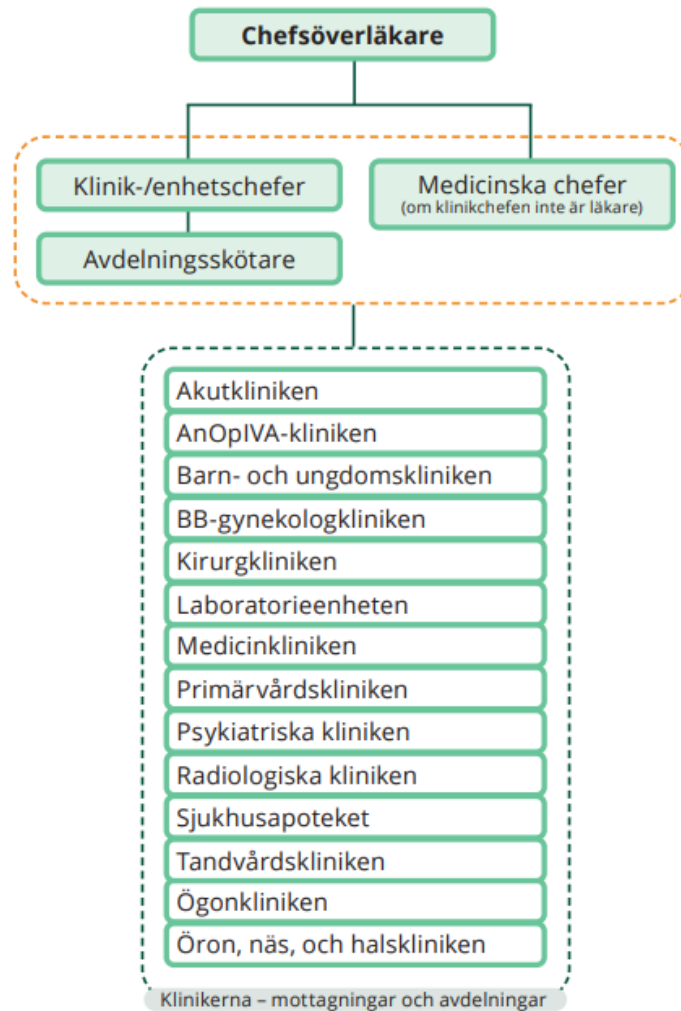 Chefsöverläkare
Klinik-/enhetschefer
Medicinska chefer
(om klinikchefen inte är läkare)
Avdelningsskötare
Akutkliniken
AnOpIVA-kliniken
Barn- och ungdomskliniken
BB-gynekologkliniken
Kirurgkliniken
Laboratorieenheten
Medicinkliniken
Primärvårdskliniken
Psykiatriska kliniken
Radiologiska kliniken
Sjukhusapoteket
Tandvårdskliniken
Ögonkliniken
Öron, näs, och halskliniken
Klinikerna – mottagningar och avdelningar